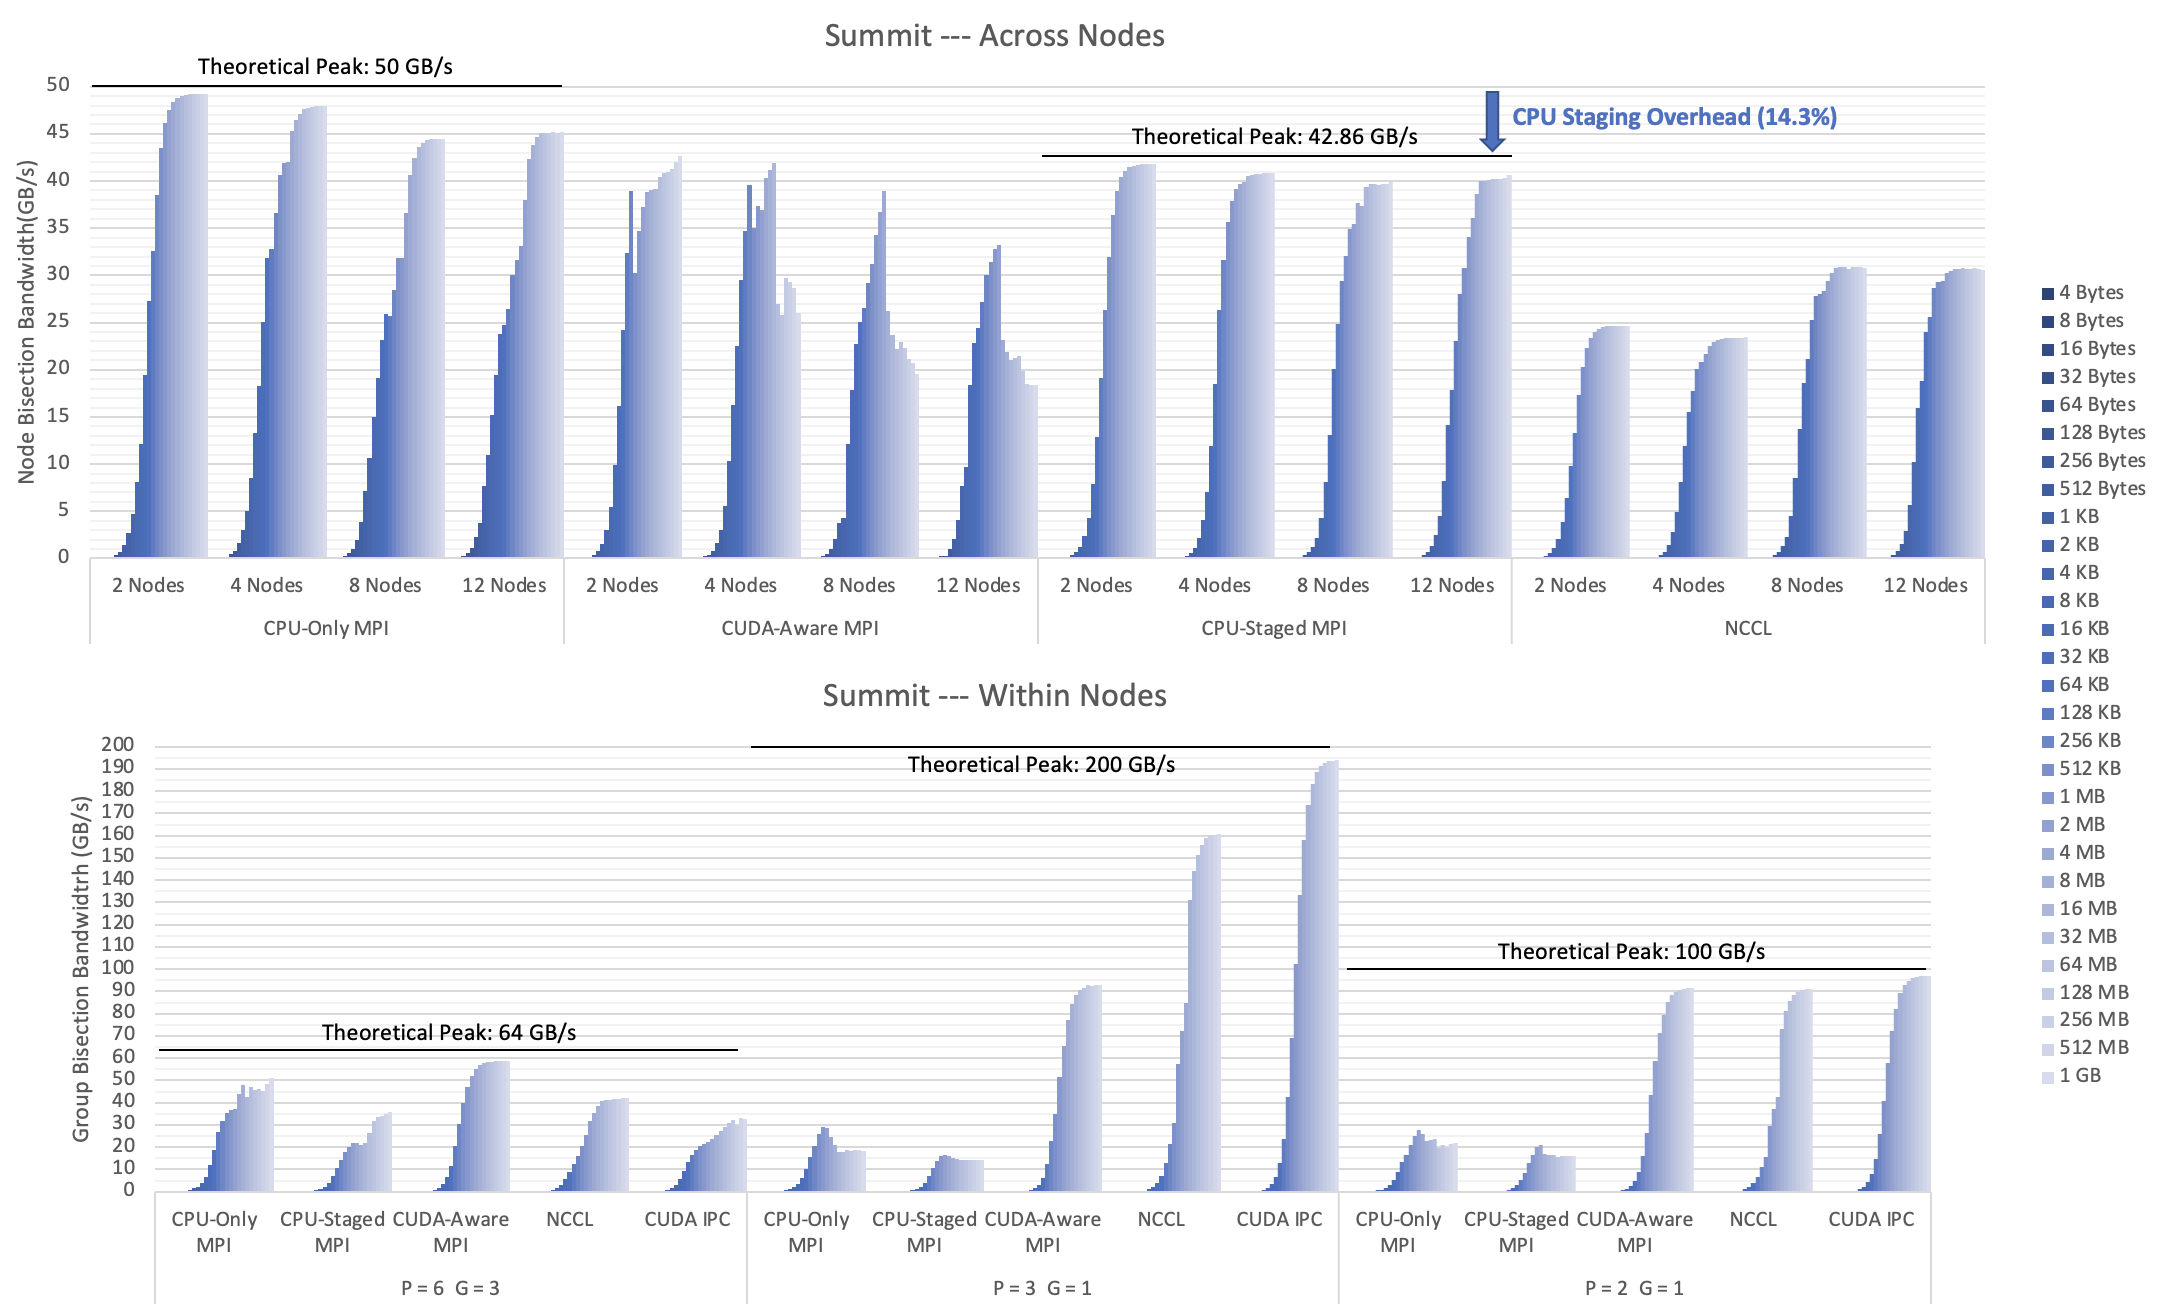 Summit --- Across Nodes
Theoretical Peak: 50 GB/s
CPU Staging Overhead (14.3%)
Theoretical Peak: 42.86 GB/s
Node Bisection Bandwidth(GB/s)
50
45
40
35
30
25
20
15
10
5
0
2 Nodes 4 Nodes 8 Nodes 12 Nodes 2 Nodes 4 Nodes 8 Nodes 12 Nodes 2 Nodes 4 Nodes 8 Nodes 12 Nodes 2 Nodes 4 Nodes 8 Nodes 12 Nodes
CPU-Only MPI CUDA-Aware MPI CPU-Staged MPI NCCL
Summit --- Within Nodes
Theoretical Peak: 200 GB/s
Theoretical Peak: 100 GB/s
Theoretical Peak: 64 GB/s
Group Bisection Bandwidtrh (GB/s)
200
190
180
170
160
150
140
130
120
110
100
90
80
70
60
50
40
30
20
10
0
CPU-Only CPU-Staged CUDA-Aware NCCL CUDA IPC CPU-Only CPU-Staged CUDA-Aware NCCL CUDA IPC CPU-Only CPU-Staged CUDA-Aware NCCL CUDA IPC
MPI MPI MPI MPI MPI MPI MPI MPI MPI
P = 6 G = 3 P = 3 G = 1 P = 2 G = 1
4 Bytes
8 Bytes
16 Bytes
32 Bytes
64 Bytes
128 Bytes
256 Bytes
512 Bytes
1 KB
2 KB
4 KB
8 KB
16 KB
32 KB
64 KB
128 KB
256 KB
512 KB
1 MB
2 MB
4 MB
8 MB
16 MB
32 MB
64 MB
128 MB
256 MB
512 MB
1 GB